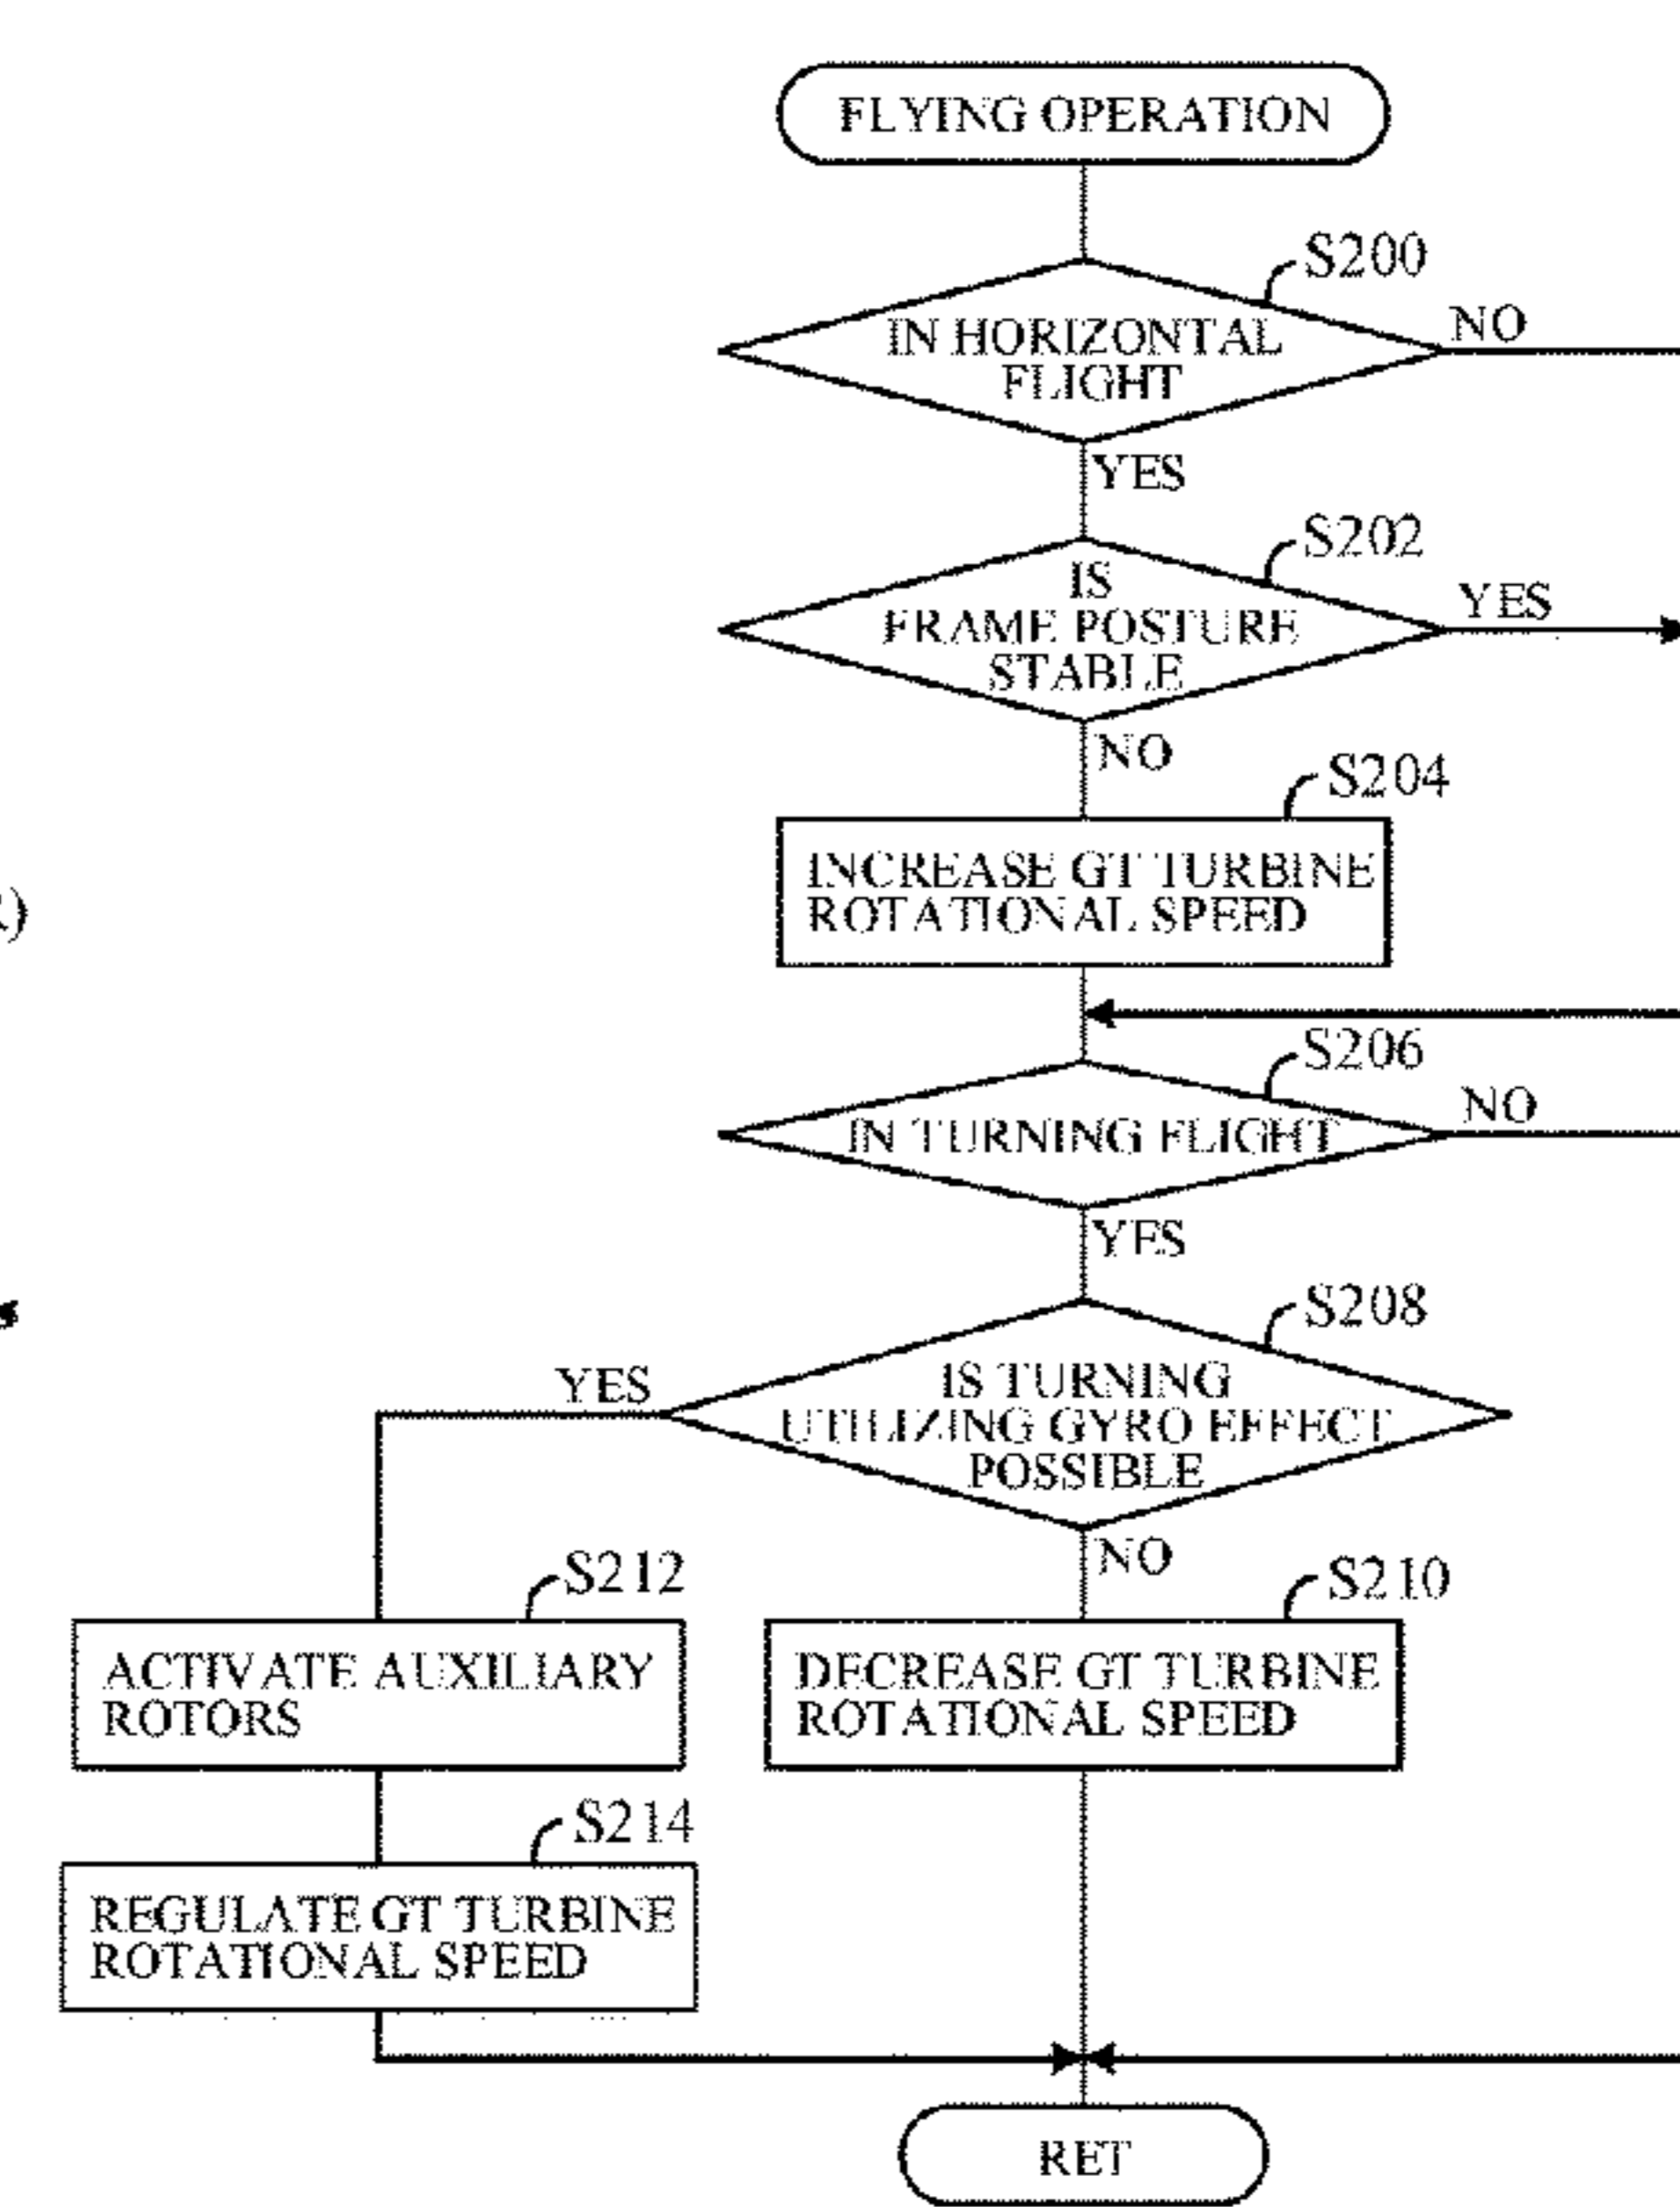 FLYING OPERATION
S200
IN HORIZONTAL
FLIGHT
NO
YES
S202
IS
FRAME POSTURE
STABLE
YES
NO
S204
INCREASE GT TURBINE
ROTATIONAL SPEED
S206
IN TURNING FLIGHT
NO
YES
S208
IS TURNING
UTILIZING GYRO EFFECT
POSSIBLE
YES
NO
S212
ACTIVATE AUXILIARY
ROTORS
S210
DECREASE GT TURBINE
ROTATIONAL SPEED
S214
REGULATE GT TURBINE
ROTATIONAL SPEED
RET